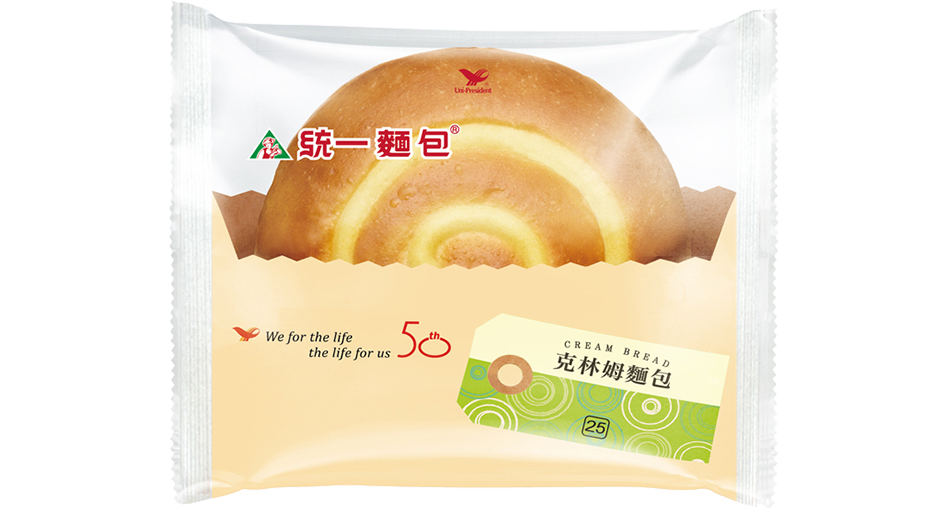 Uni-President
統一麵包®
We for the life
the life for us
50th
CREAM BREAD
克林姆麵包
25